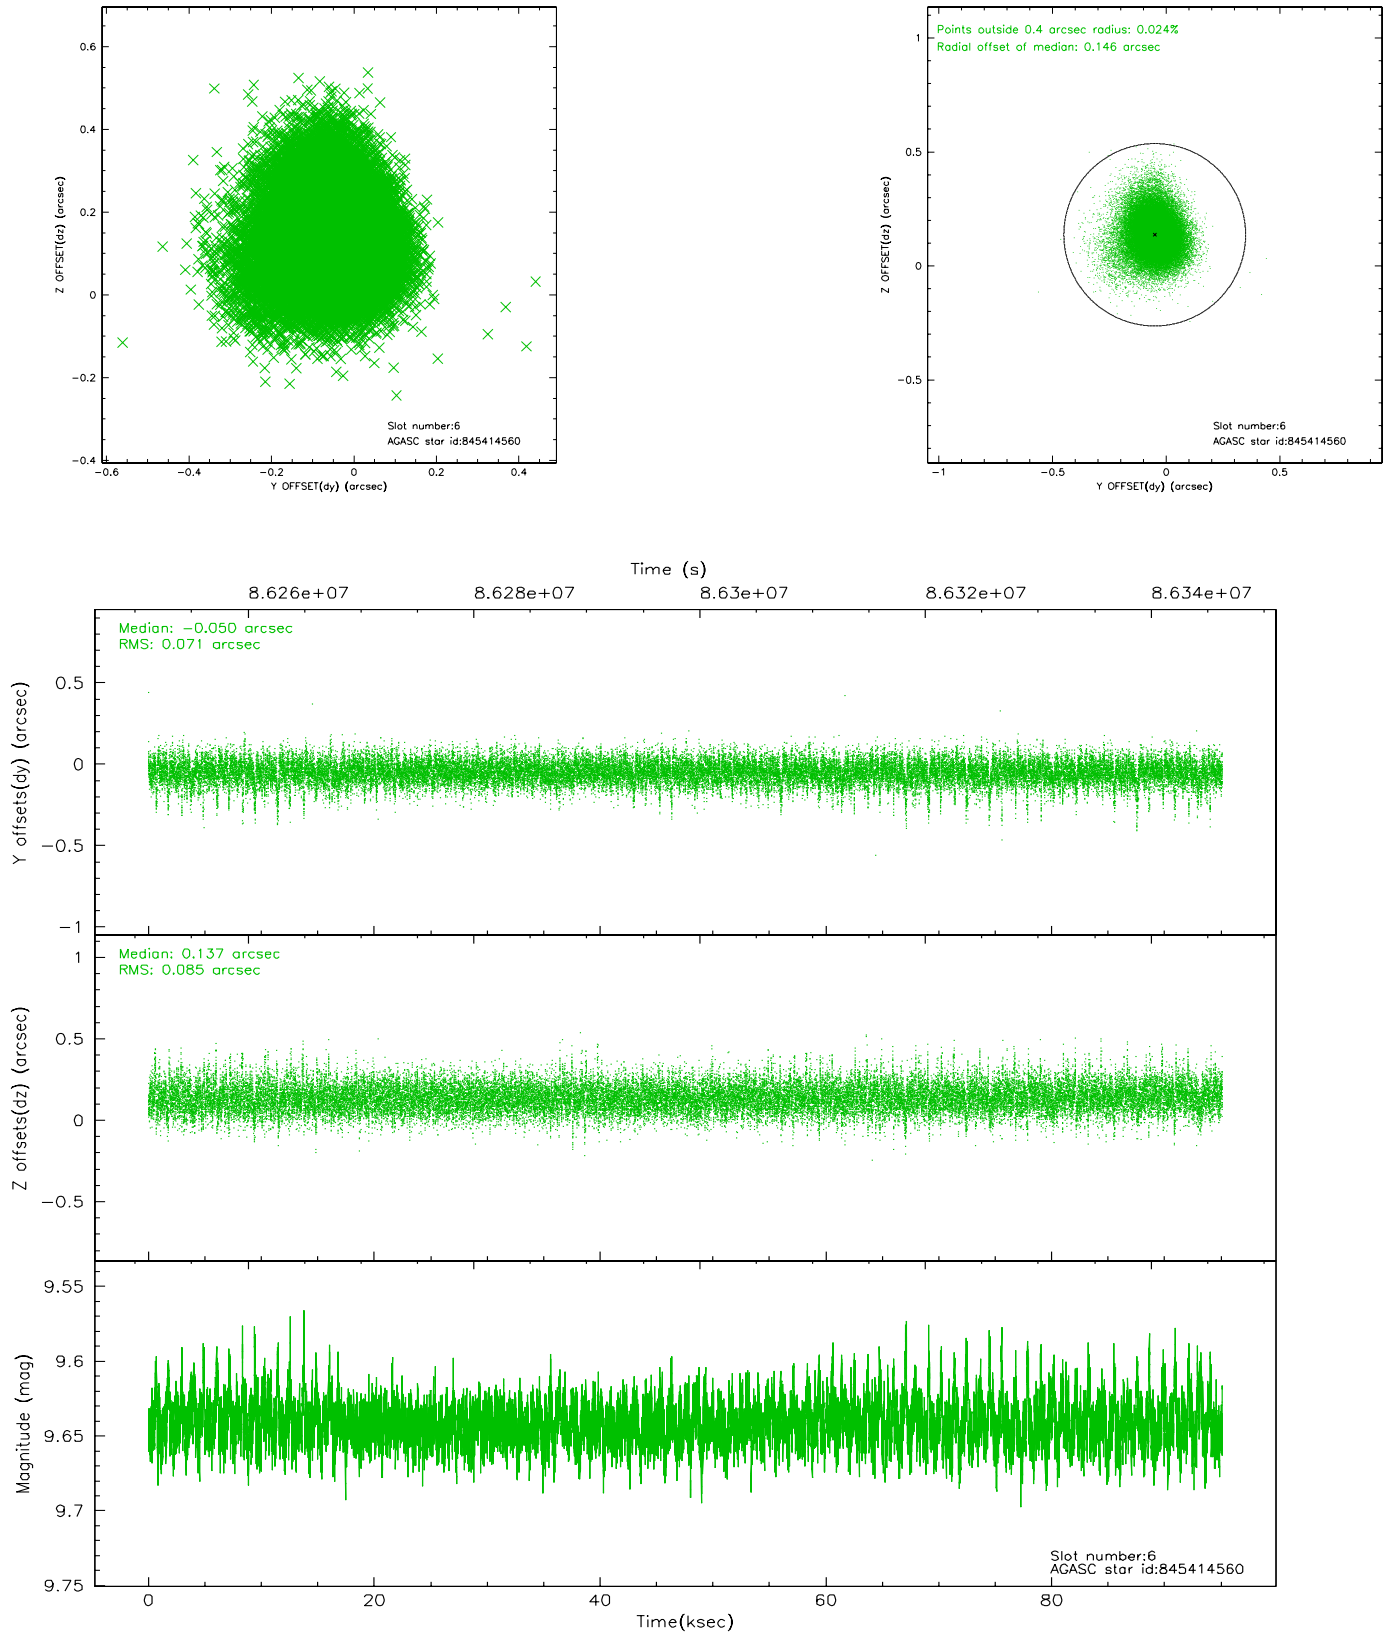 0.6
0.4
0.2
0
−0.2
−0.4
Z OFFSET(dz) (arcsec)
Slot number:6
AGASC star id:845414560
−0.6 −0.4 −0.2 0 0.2 0.4
Y OFFSET(dy) (arcsec)
Points outside 0.4 arcsec radius: 0.024%
Radial offset of median: 0.146 arcsec
1
0.5
0
−0.5
Z OFFSET(dz) (arcsec)
Slot number:6
AGASC star id:845414560
−1 −0.5 0 0.5
Y OFFSET(dy) (arcsec)
Time (s)
8.626e+07 8.628e+07 8.63e+07 8.632e+07 8.634e+07
Median: −0.050 arcsec
RMS: 0.071 arcsec
0.5
0
−0.5
−1
Y offsets(dy) (arcsec)
Median: 0.137 arcsec
RMS: 0.085 arcsec
1
0.5
0
−0.5
Z offsets(dz) (arcsec)
9.55
9.6
9.65
9.7
9.75
Magnitude (mag)
Slot number:6
AGASC star id:845414560
0 20 40 60 80
Time(ksec)